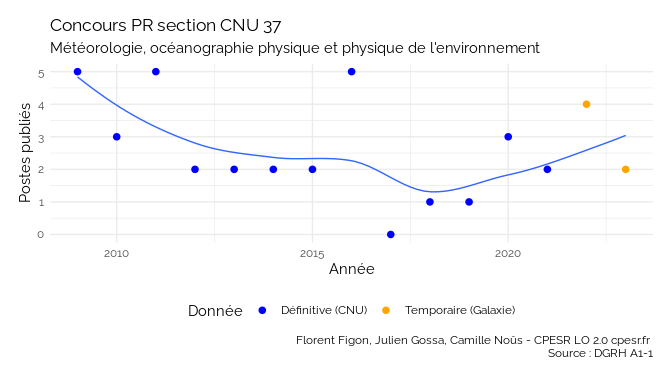 Concours PR section CNU 37
Météorologie, océanographie physique et physique de l'environnement
Postes publiés
5
4
3
2
1
0
2010
2015
2020
Année
Donnée
Définitive (CNU)
Temporaire (Galaxie)
Florent Figon, Julien Gossa, Camille Noûs - CPESR LO 2.0 cpesr.fr
Source : DGRH A1-1